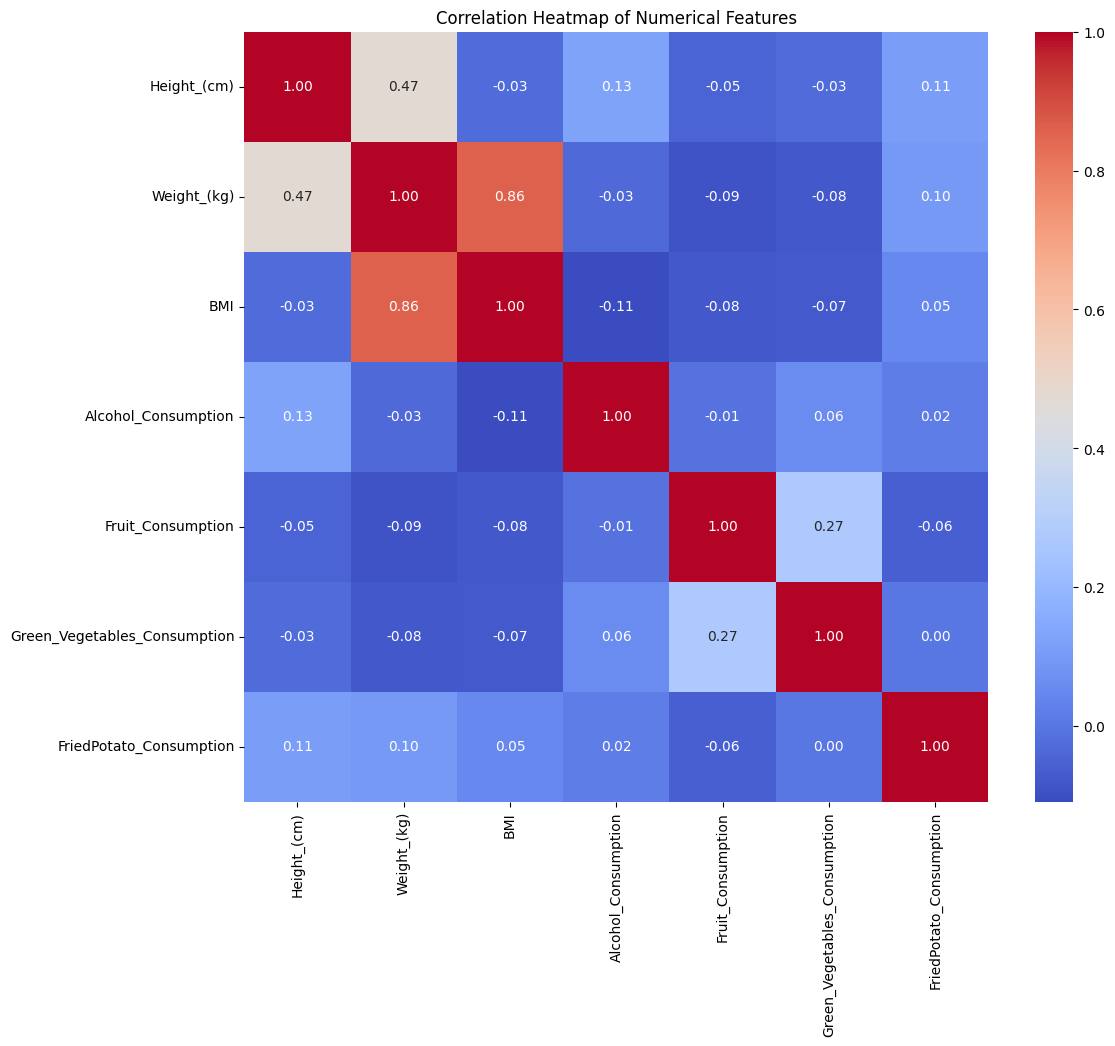 Correlation Heatmap of Numerical Features
Height_(cm) 1.00 0.47 -0.03 0.13 -0.05 -0.03 0.11
Weight_(kg) 0.47 1.00 0.86 -0.03 -0.09 -0.08 0.10
BMI -0.03 0.86 1.00 -0.11 -0.08 -0.07 0.05
Alcohol_Consumption 0.13 -0.03 -0.11 1.00 -0.01 0.06 0.02
Fruit_Consumption -0.05 -0.09 -0.08 -0.01 1.00 0.27 -0.06
Green_Vegetables_Consumption -0.03 -0.08 -0.07 0.06 0.27 1.00 0.00
FriedPotato_Consumption 0.11 0.10 0.05 0.02 -0.06 0.00 1.00
Height_(cm)
Weight_(kg)
BMI
Alcohol_Consumption
Fruit_Consumption
Green_Vegetables_Consumption
FriedPotato_Consumption
1.0
0.8
0.6
0.4
0.2
0.0